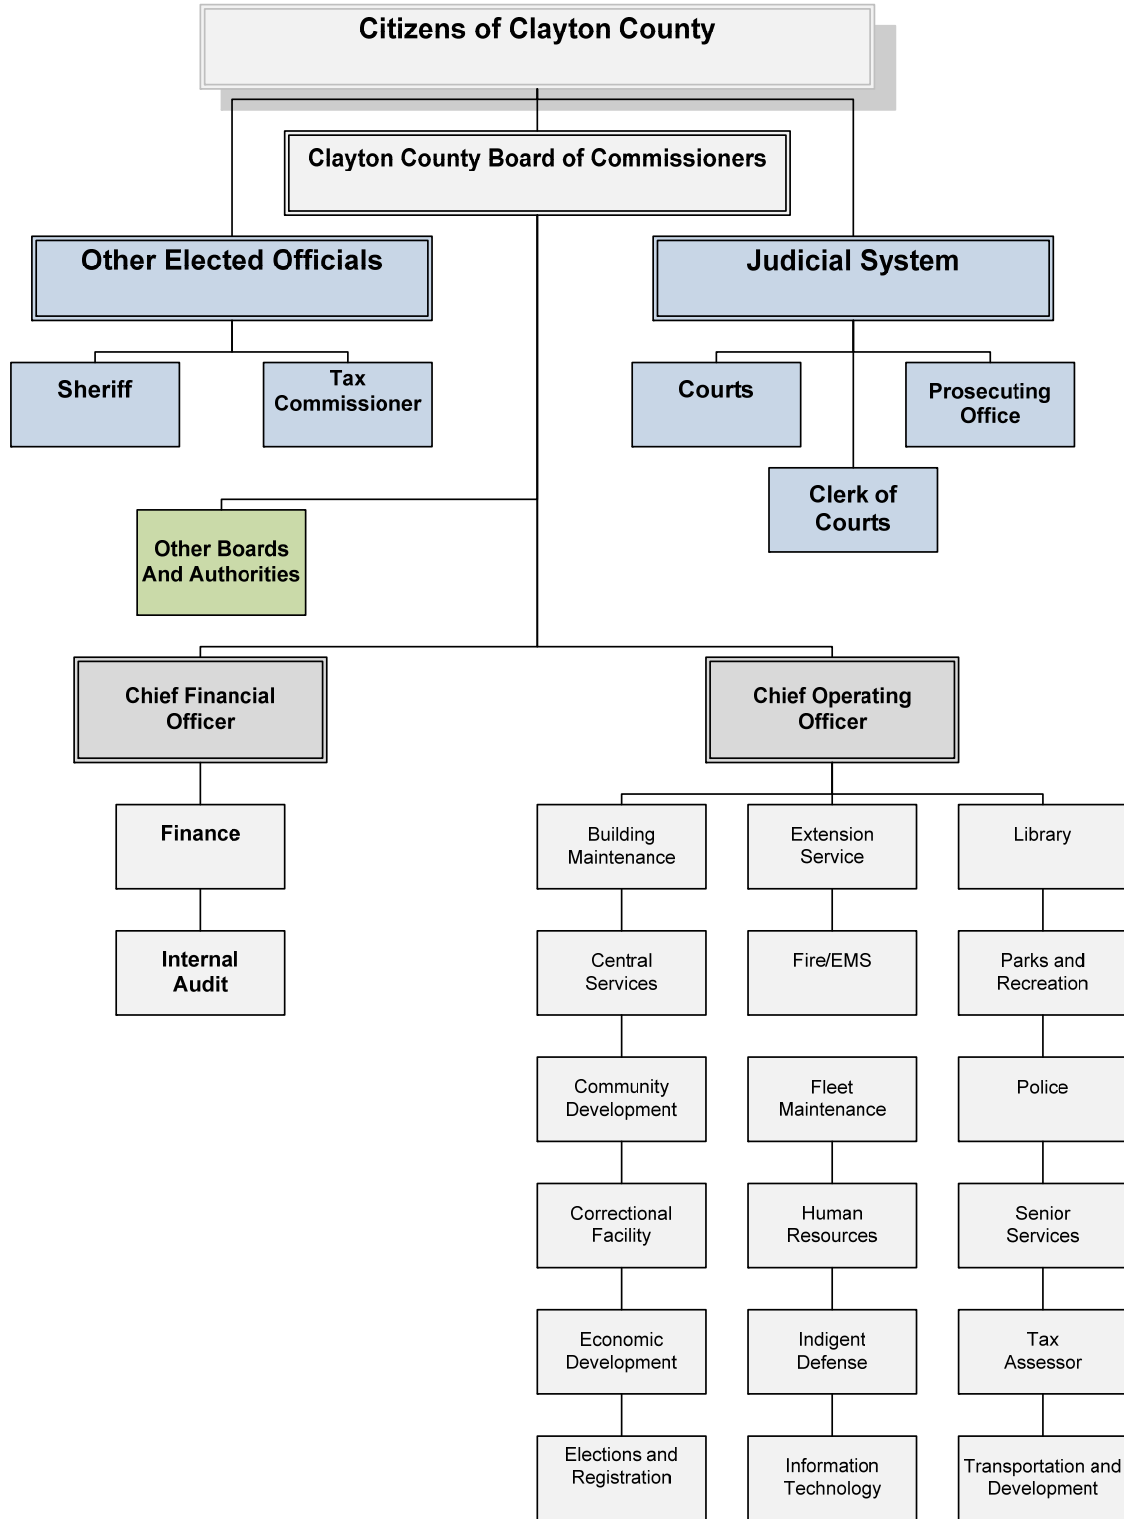 Citizens of Clayton County
Clayton County Board of Commissioners
Other Elected Officials
Judicial System
Sheriff
Tax
Commissioner
Courts
Prosecuting
Office
Clerk of
Courts
Other Boards
And Authorities
Chief Financial
Officer
Chief Operating
Officer
Finance
Internal
Audit
Building
Maintenance
Extension
Service
Library
Central
Services
Fire/EMS
Parks and
Recreation
Community
Development
Fleet
Maintenance
Police
Correctional
Facility
Human
Resources
Senior
Services
Economic
Development
Indigent
Defense
Tax
Assessor
Elections and
Registration
Information
Technology
Transportation and
Development